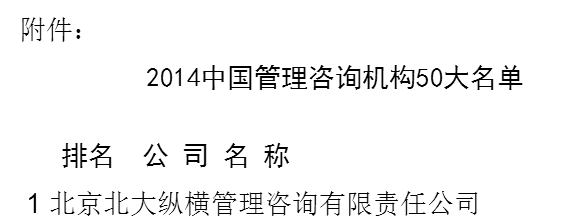 附件：
2014中国管理咨询机构50大名单
排名 公 司 名 称
1 北京北大纵横管理咨询有限责任公司